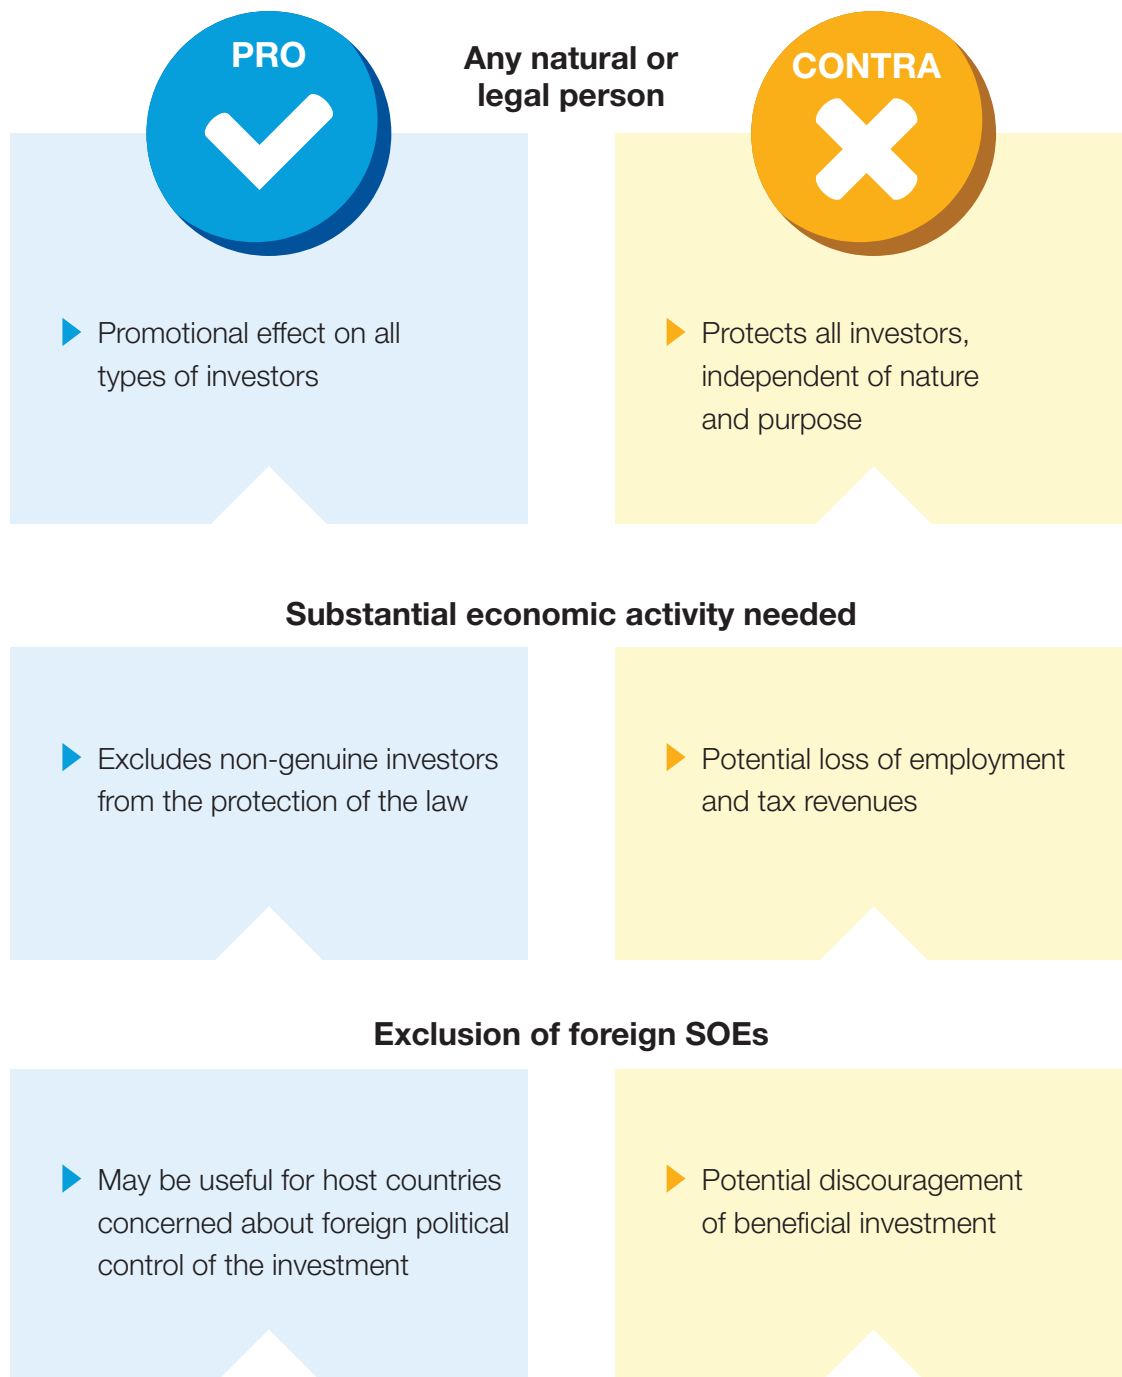 PRO
Any natural or
legal person
CONTRA
Promotional effect on all
types of investors
Protects all investors,
independent of nature
and purpose
Substantial economic activity needed
Excludes non-genuine investors
from the protection of the law
Potential loss of employment
and tax revenues
Exclusion of foreign SOEs
May be useful for host countries
concerned about foreign political
control of the investment
Potential discouragement
of beneficial investment